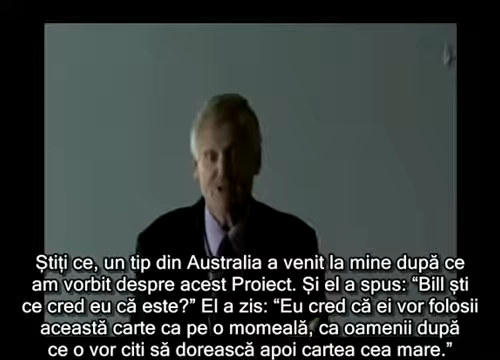 Știți ce, un tip din Australia a venit la mine după ce
am vorbit despre acest Proiect. Și el a spus: “Bill ști
ce cred eu că este?” El a zis: “Eu cred că ei vor folosii
această carte ca pe o momeală, ca oamenii după
ce o vor citi să dorească apoi cartea cea mare.”